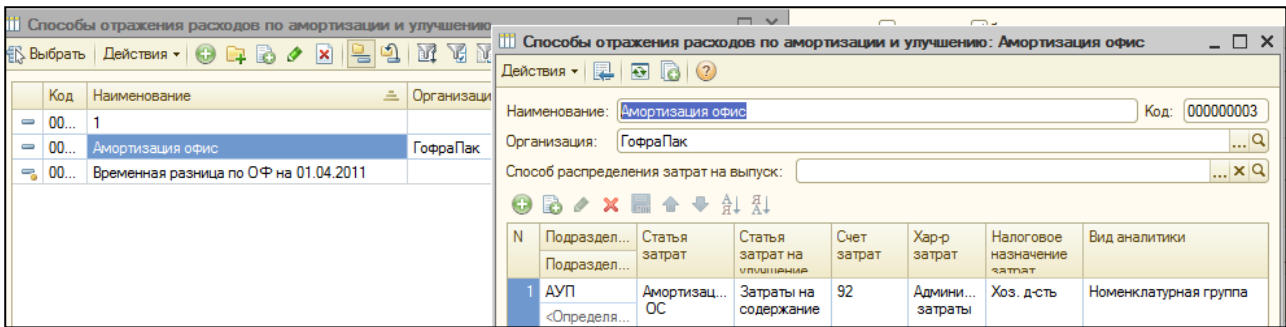 Способы отражения расходов по амортизации и улучшению
Выбрать Действия
Код Наименование Организаци
00... 1
00... Амортизация офис ГофраПак
00... Временная разница по ОФ на 01.04.2011
Способы отражения расходов по амортизации и улучшению: Амортизация офис
Действия
Наименование: Амортизация офис Код: 000000003
Организация: ГофраПак
Способ распределения затрат на выпуск:
N Подраздел... Статья затрат Статья затрат на улучшение Счет затрат Хар-р затрат Налоговое назначение затрат Вид аналитики
Подраздел...
1 АУП Амортизац... ОС Затраты на содержание 92 Админи... затраты Хоз. д-сть Номенклатурная группа
<Определя...